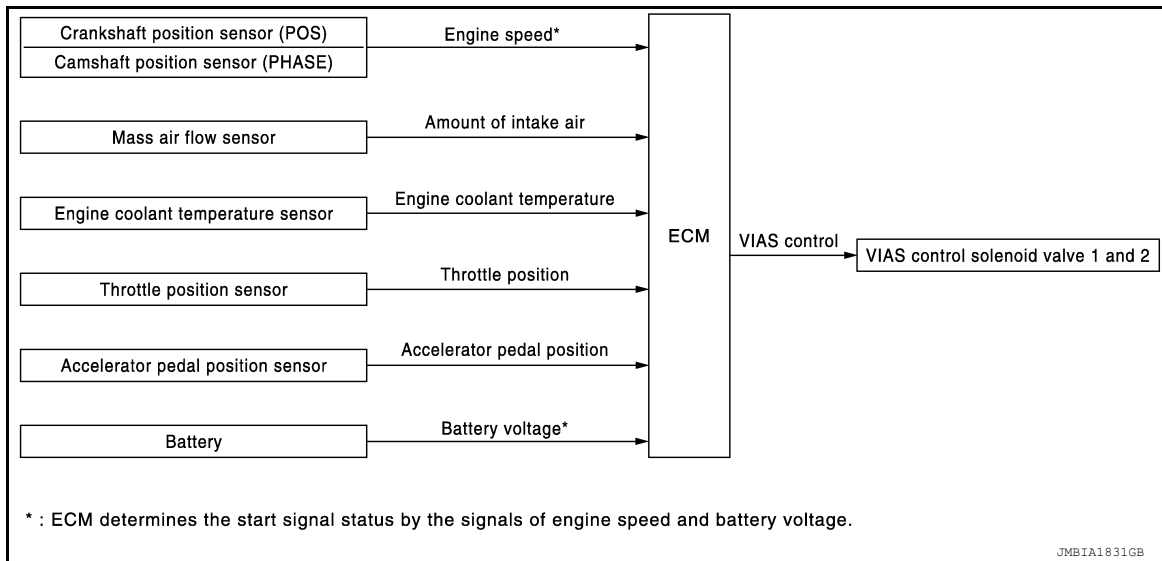 Crankshaft position sensor (POS)
Engine speed*
Camshaft position sensor (PHASE)
Mass air flow sensor
Amount of intake air
Engine coolant temperature sensor
Engine coolant temperature
Throttle position sensor
Throttle position
Accelerator pedal position sensor
Accelerator pedal position
Battery
Battery voltage*
ECM
VIAS control
VIAS control solenoid valve 1 and 2
* : ECM determines the start signal status by the signals of engine speed and battery voltage.
JMBIA1831GB